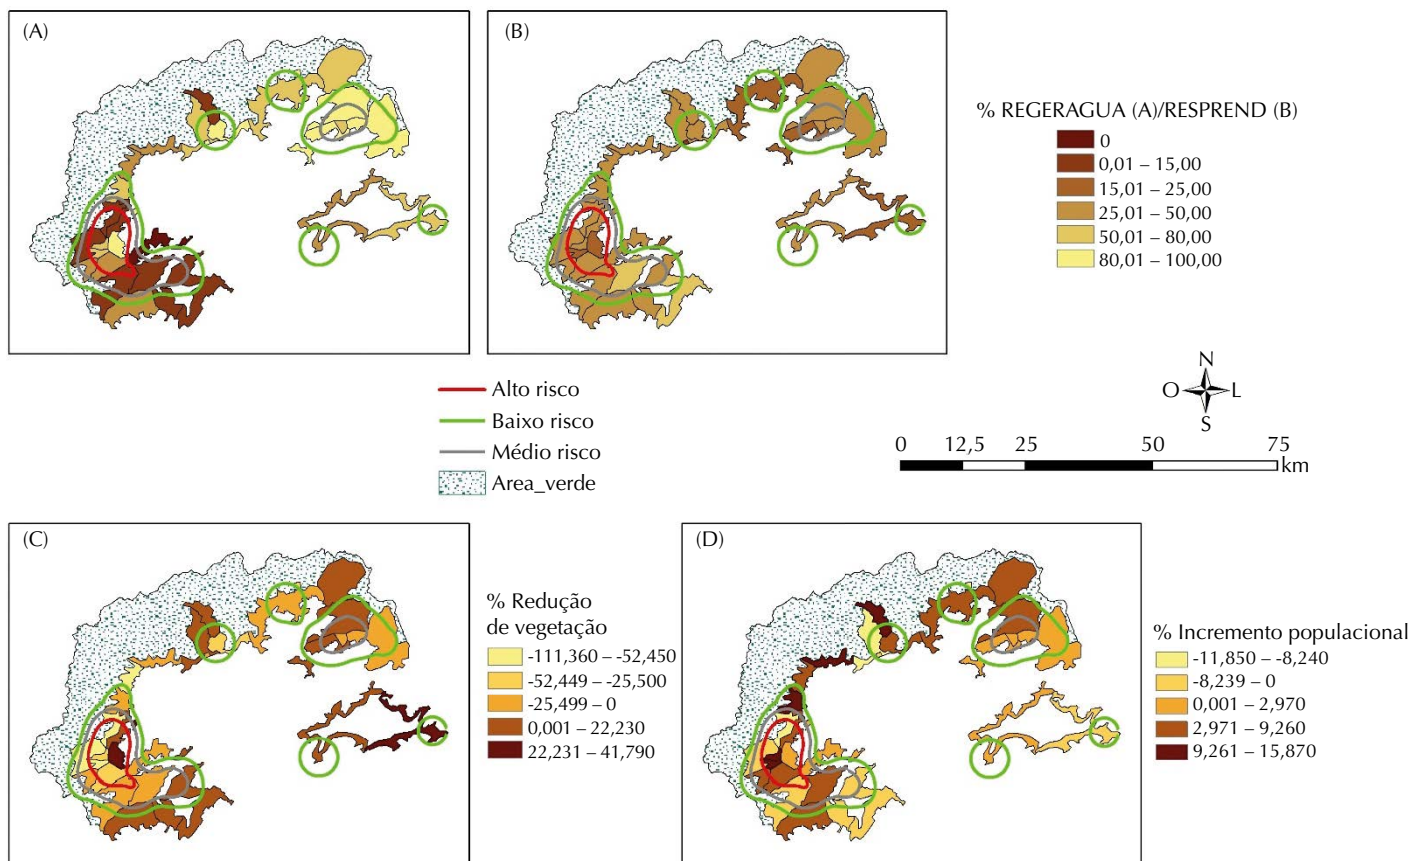 (A)
(B)
% REGERAGUA (A)/RESPREND (B)
0
0,01 – 15,00
15,01 – 25,00
25,01 – 50,00
50,01 – 80,00
80,01 – 100,00
Alto risco
Baixo risco
Médio risco
Area_verde
N
O L
S
0 12,5 25 50 75
km
(C)
% Redução
de vegetação
-111,360 – -52,450
-52,449 – -25,500
-25,499 – 0
0,001 – 22,230
22,231 – 41,790
(D)
% Incremento populacional
-11,850 – -8,240
-8,239 – 0
0,001 – 2,970
2,971 – 9,260
9,261 – 15,870